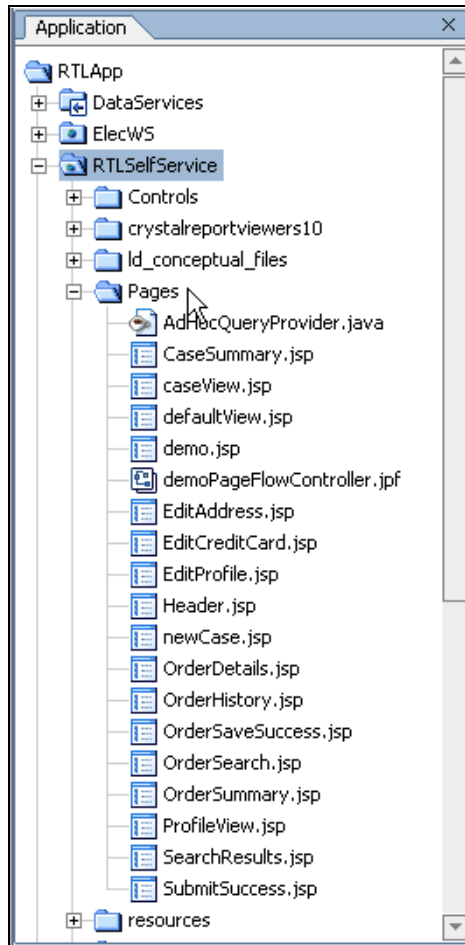 Application
RTLApp
DataServices
ElecWS
RTLSelfService
Controls
crystalreportviewers10
ld_conceptual_files
Pages
AdHocQueryProvider.java
CaseSummary.jsp
caseView.jsp
defaultView.jsp
demo.jsp
demoPageFlowController.jpf
EditAddress.jsp
EditCreditCard.jsp
EditProfile.jsp
Header.jsp
newCase.jsp
OrderDetails.jsp
OrderHistory.jsp
OrderSaveSuccess.jsp
OrderSearch.jsp
OrderSummary.jsp
ProfileView.jsp
SearchResults.jsp
SubmitSuccess.jsp
resources